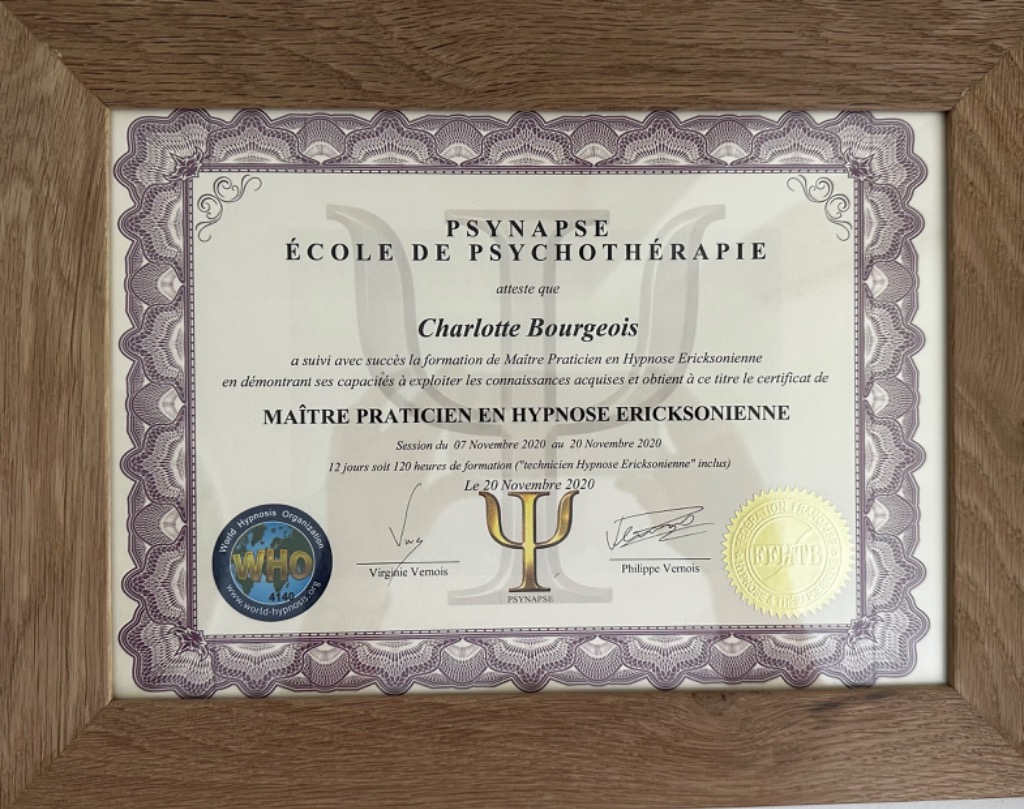 PSYNAPSE
ÉCOLE DE PSYCHOTHÉRAPIE
atteste que
Charlotte Bourgeois
a suivi avec succès la formation de Maître Praticien en Hypnose Ericksonienne
en démontrant ses capacités à exploiter les connaissances acquises et obtient à ce titre le certificat de
MAÎTRE PRATICIEN EN HYPNOSE ERICKSONIENNE
Session du 07 Novembre 2020 au 20 Novembre 2020
12 jours soit 120 heures de formation ("technicien Hypnose Ericksonienne" inclus)
Le 20 Novembre 2020
World Hypnosis Organization
WHO
4140
www.world-hypnosis.org
Virginie Vernois
PSYNAPSE
Philippe Vernois
FÉDÉRATION FRANÇAISE